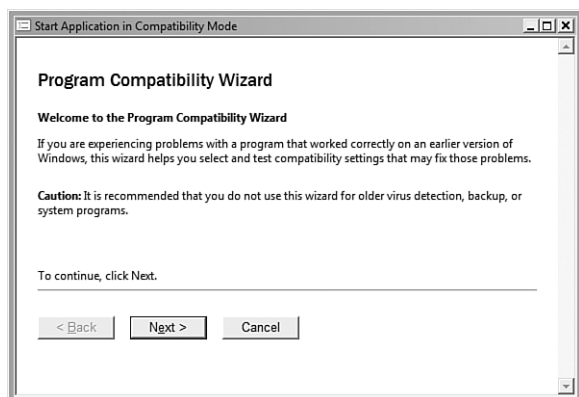 Start Application in Compatibility Mode
Program Compatibility Wizard
Welcome to the Program Compatibility Wizard
If you are experiencing problems with a program that worked correctly on an earlier version of
Windows, this wizard helps you select and test compatibility settings that may fix those problems.
Caution: It is recommended that you do not use this wizard for older virus detection, backup, or
system programs.
To continue, click Next.
< Back Next > Cancel